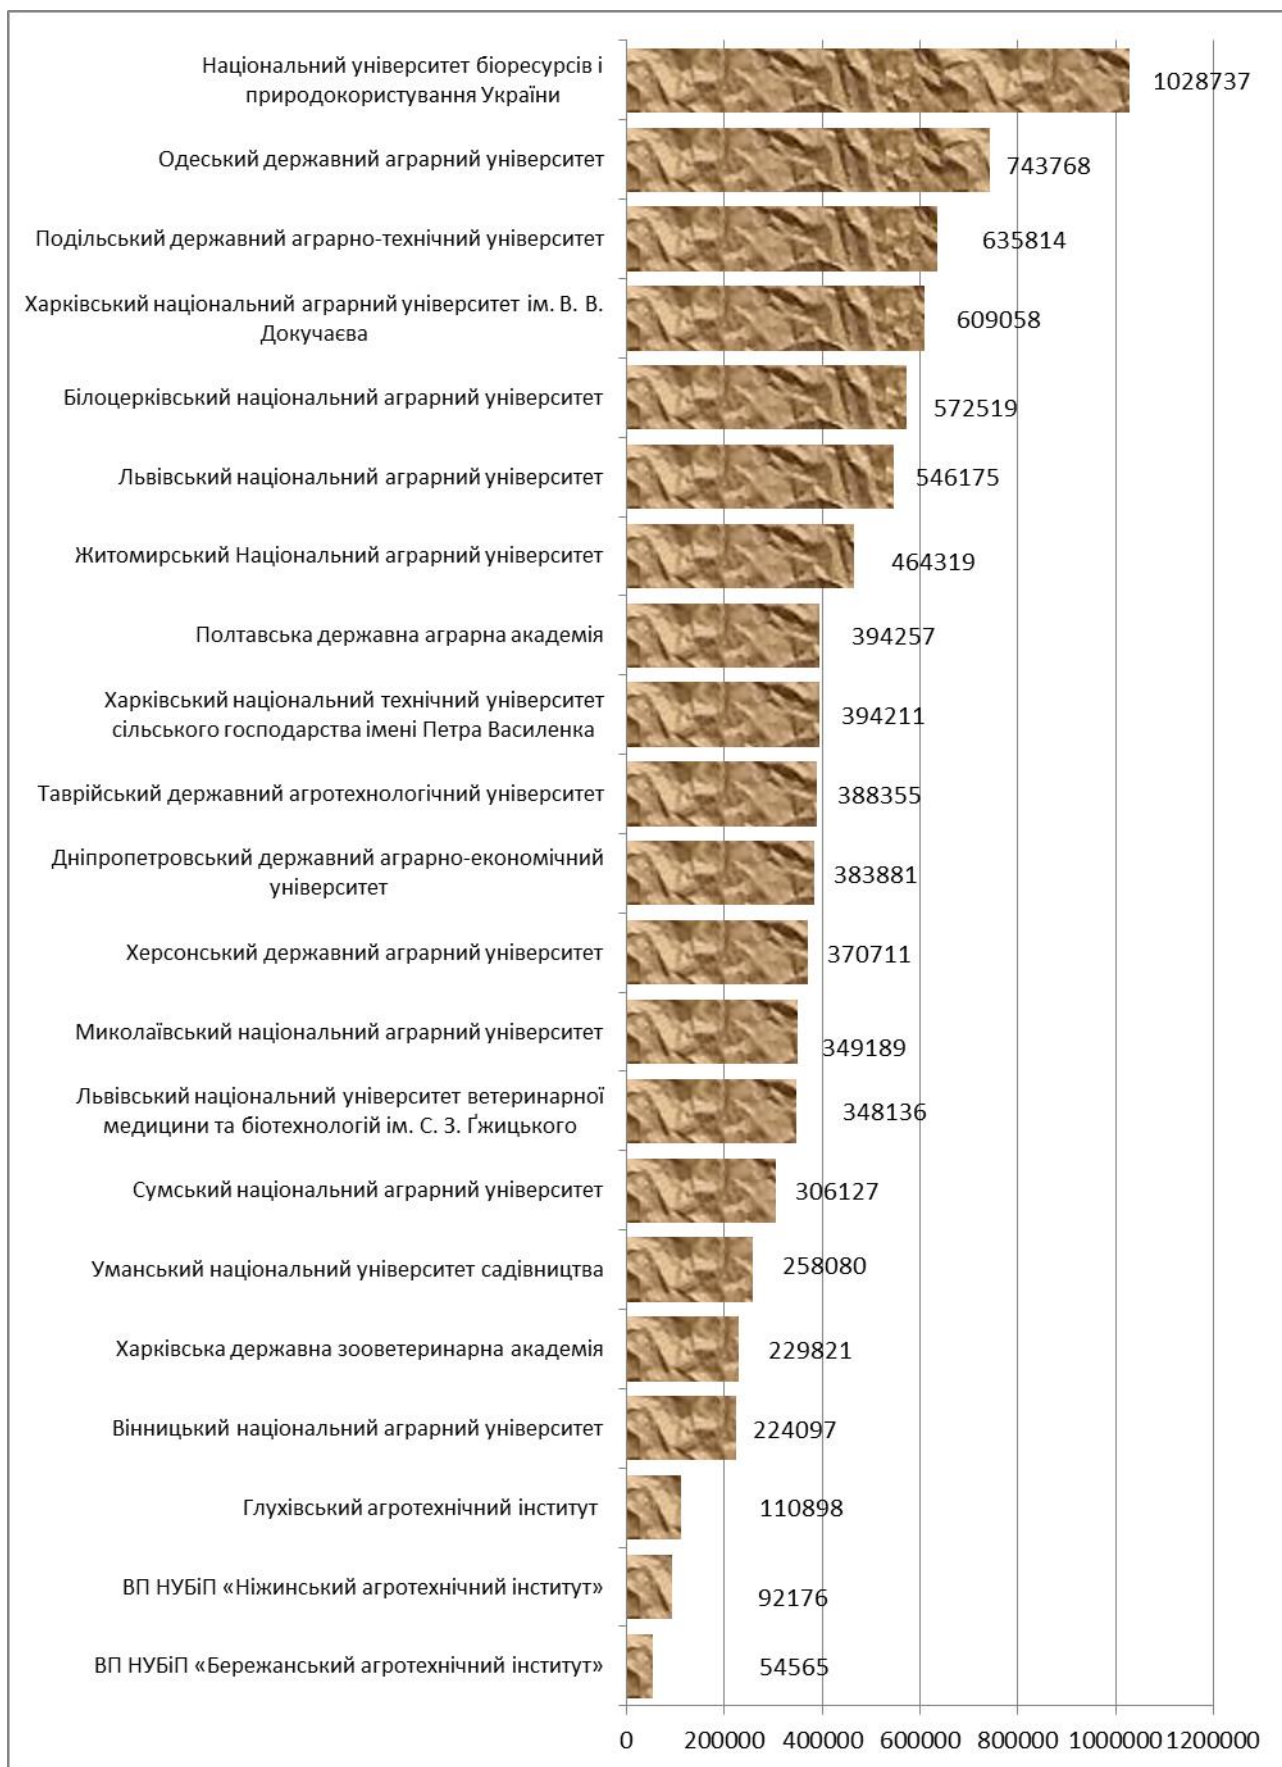 Національний університет біоресурсів і
природокористування України
1028737
Одеський державний аграрний університет
743768
Подільський державний аграрно-технічний університет
635814
Харківський національний аграрний університет ім. В. В.
Докучаєва
609058
Білоцерківський національний аграрний університет
572519
Львівський національний аграрний університет
546175
Житомирський Національний аграрний університет
464319
Полтавська державна аграрна академія
394257
Харківський національний технічний університет
сільського господарства імені Петра Василенка
394211
Таврійський державний агротехнологічний університет
388355
Дніпропетровський державний аграрно-економічний
університет
383881
Херсонський державний аграрний університет
370711
Миколаївський національний аграрний університет
349189
Львівський національний університет ветеринарної
медицини та біотехнологій ім. С. З. Ґжицького
348136
Сумський національний аграрний університет
306127
Уманський національний університет садівництва
258080
Харківська державна зооветеринарна академія
229821
Вінницький національний аграрний університет
224097
Глухівський агротехнічний інститут
110898
ВП НУБіП «Ніжинський агротехнічний інститут»
92176
ВП НУБіП «Бережанський агротехнічний інститут»
54565
0 200000 400000 600000 800000 1000000 1200000